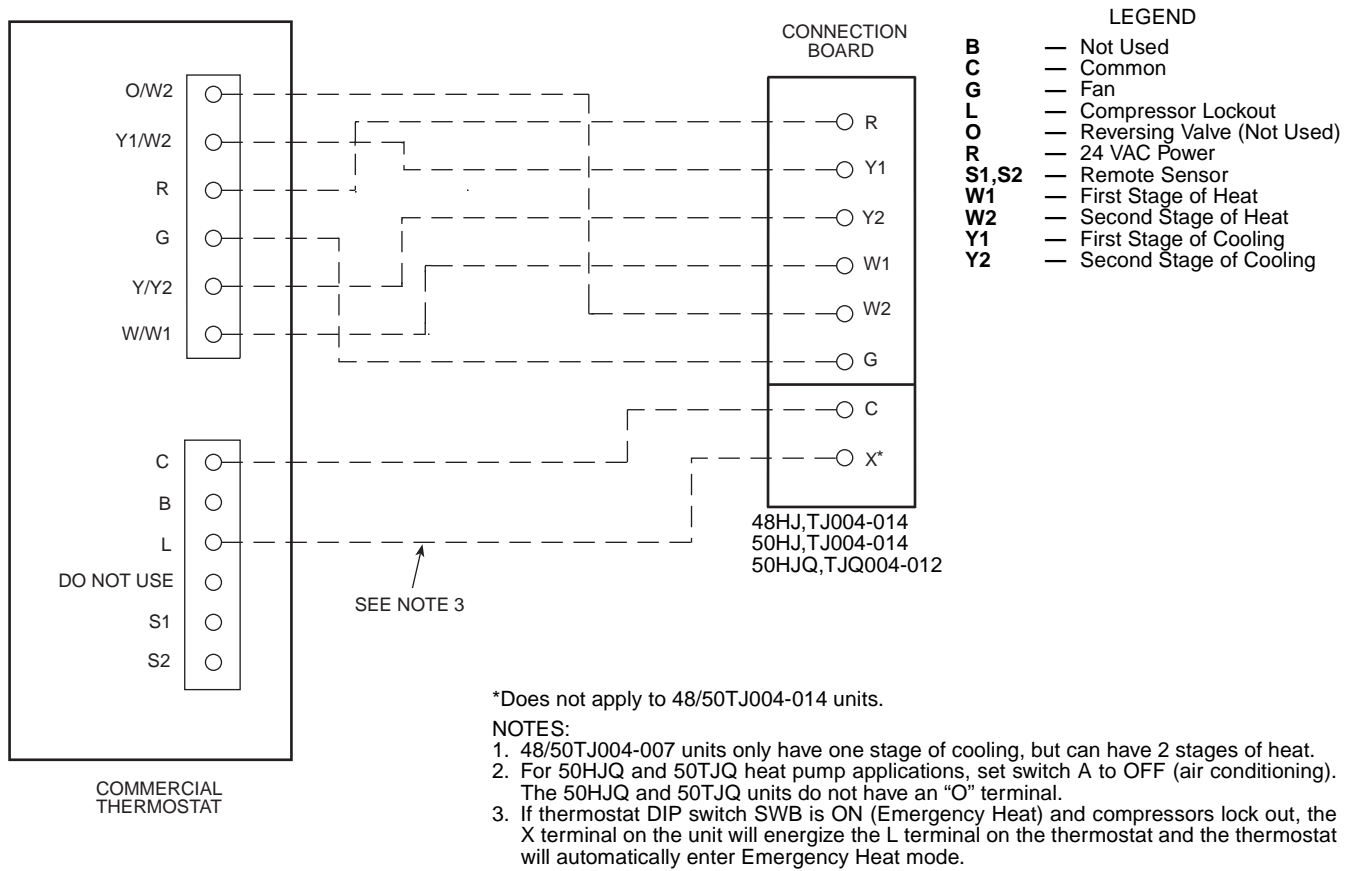 O/W2
Y1/W2
R
G
Y/Y2
W/W1
C
B
L
DO NOT USE
S1
S2
COMMERCIAL
THERMOSTAT
SEE NOTE 3
CONNECTION
BOARD
R
Y1
Y2
W1
W2
G
C
X*
48HJ,TJ004-014
50HJ,TJ004-014
50HJQ,TJQ004-012
LEGEND
B — Not Used
C — Common
G — Fan
L — Compressor Lockout
O — Reversing Valve (Not Used)
R — 24 VAC Power
S1,S2 — Remote Sensor
W1 — First Stage of Heat
W2 — Second Stage of Heat
Y1 — First Stage of Cooling
Y2 — Second Stage of Cooling
*Does not apply to 48/50TJ004-014 units.
NOTES:
1. 48/50TJ004-007 units only have one stage of cooling, but can have 2 stages of heat.
2. For 50HJQ and 50TJQ heat pump applications, set switch A to OFF (air conditioning).
The 50HJQ and 50TJQ units do not have an “O” terminal.
3. If thermostat DIP switch SWB is ON (Emergency Heat) and compressors lock out, the
X terminal on the unit will energize the L terminal on the thermostat and the thermostat
will automatically enter Emergency Heat mode.